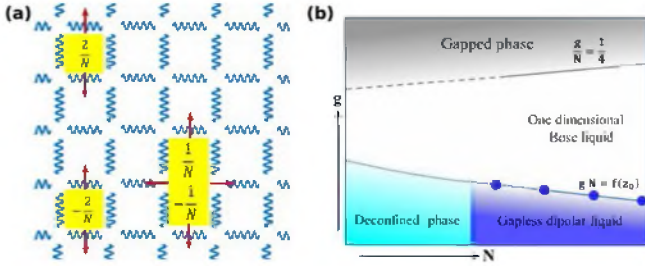 (a)
2/N
1/N
-1/N
-2/N
(b)
Gapped phase
g/N = 1/4
g
One dimensional
Bose liquid
g N = f(z₀)
Deconfined phase
Gapless dipolar liquid
N